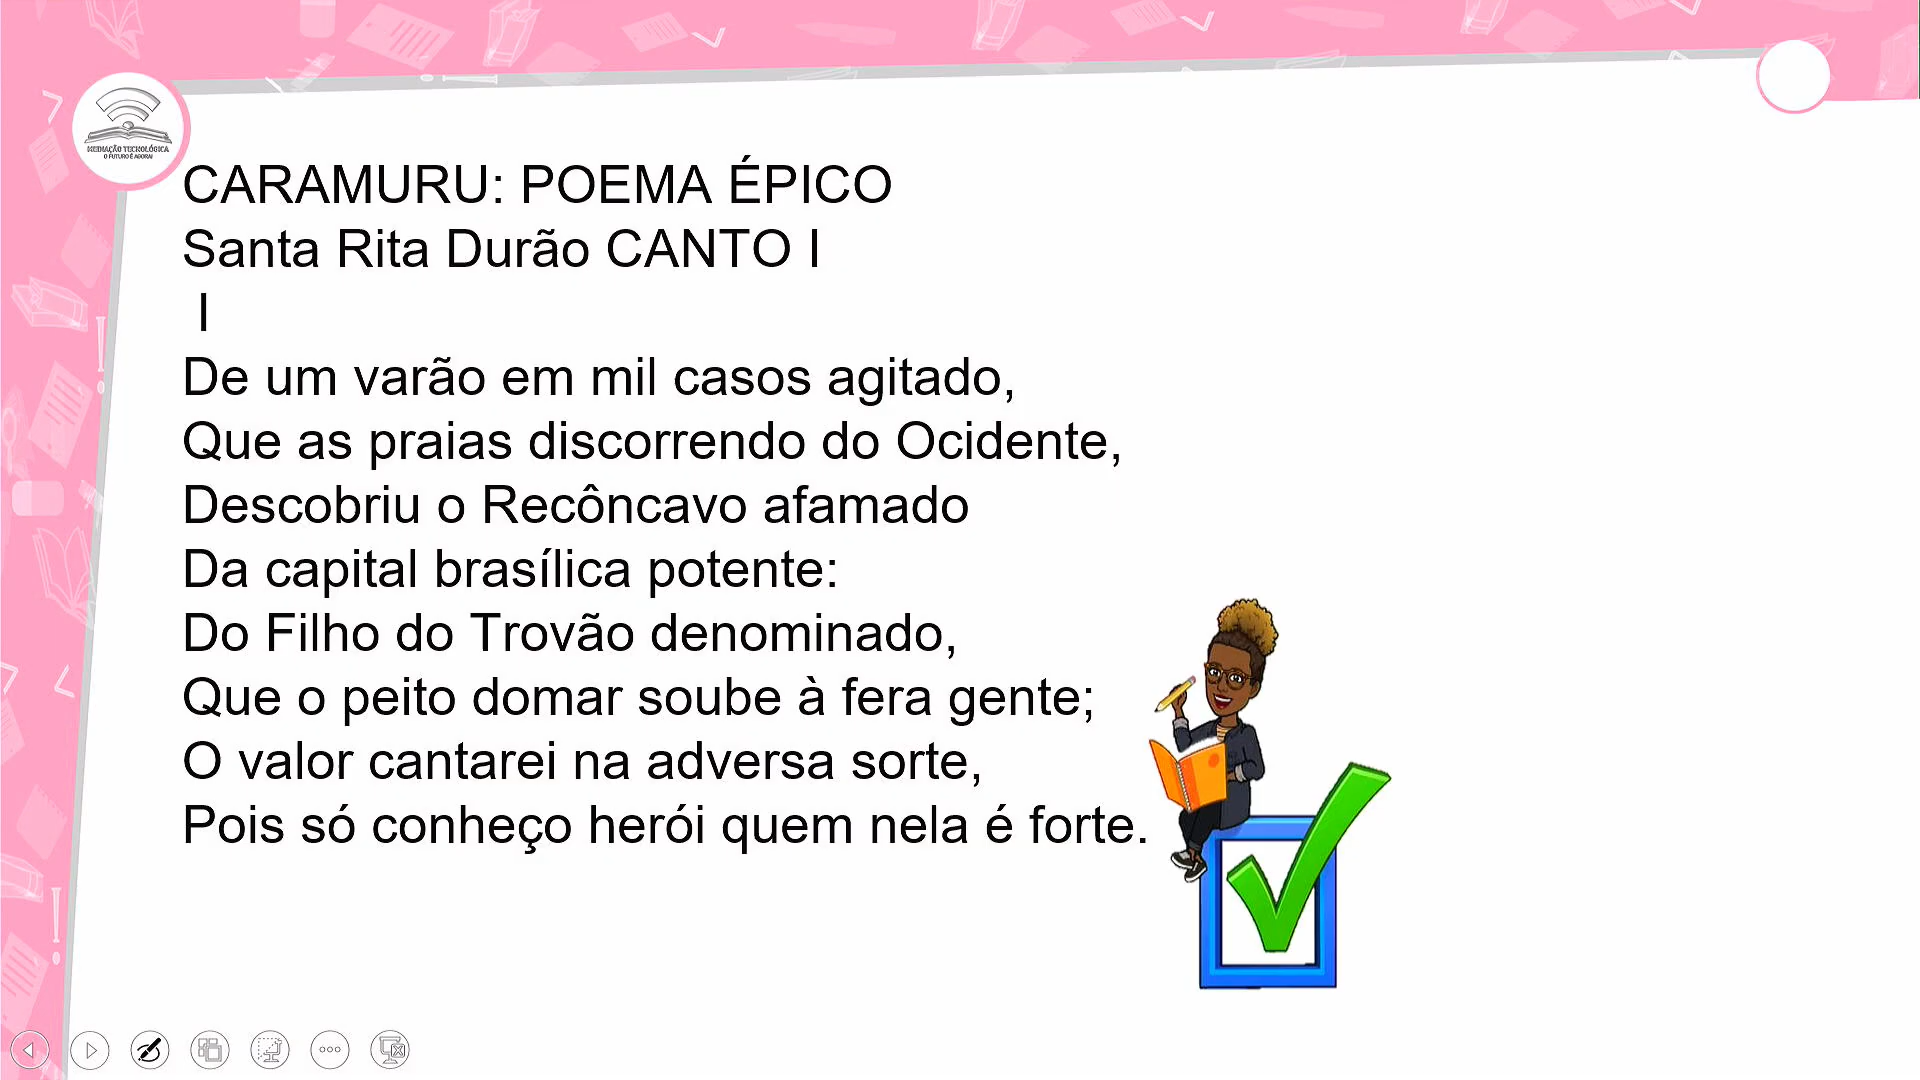 MEDIAÇÃO TECNOLÓGICA
O FUTURO É AGORA!
CARAMURU: POEMA ÉPICO
Santa Rita Durão CANTO I
I
De um varão em mil casos agitado,
Que as praias discorrendo do Ocidente,
Descobriu o Recôncavo afamado
Da capital brasílica potente:
Do Filho do Trovão denominado,
Que o peito domar soube à fera gente;
O valor cantarei na adversa sorte,
Pois só conheço herói quem nela é forte.